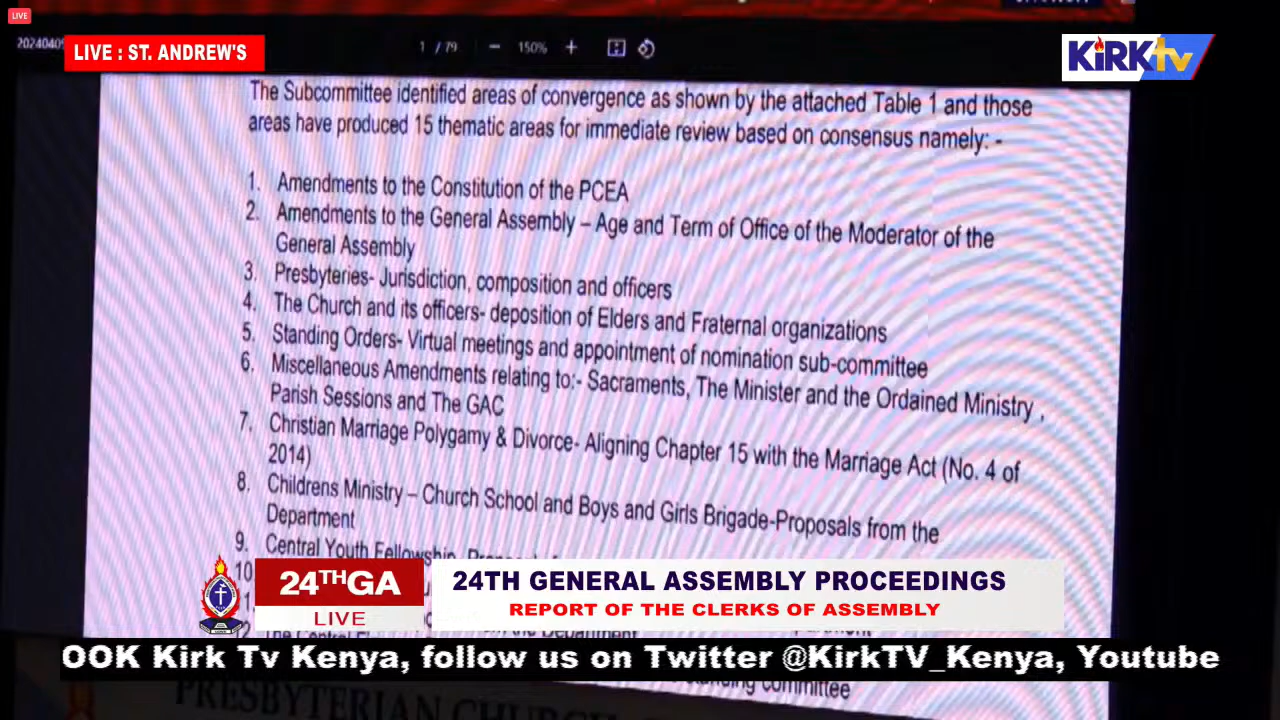 LIVE
LIVE : ST. ANDREW'S
1 / 79 − 150% +
KiRK tv
The Subcommittee identified areas of convergence as shown by the attached Table 1 and those
areas have produced 15 thematic areas for immediate review based on consensus namely: -
1. Amendments to the Constitution of the PCEA
2. Amendments to the General Assembly – Age and Term of Office of the Moderator of the
General Assembly
3. Presbyteries- Jurisdiction, composition and officers
4. The Church and its officers- deposition of Elders and Fraternal organizations
5. Standing Orders- Virtual meetings and appointment of nomination sub-committee
6. Miscellaneous Amendments relating to:- Sacraments, The Minister and the Ordained Ministry ,
Parish Sessions and The GAC
7. Christian Marriage Polygamy & Divorce- Aligning Chapter 15 with the Marriage Act (No. 4 of
2014)
8. Childrens Ministry – Church School and Boys and Girls Brigade-Proposals from the
Department
9. Central Youth Fellowship
10
24THGA
LIVE
24TH GENERAL ASSEMBLY PROCEEDINGS
REPORT OF THE CLERKS OF ASSEMBLY
the Department
OOK Kirk Tv Kenya, follow us on Twitter @KirkTV_Kenya, Youtube
committee
PRESBYTERIAN CHURCH